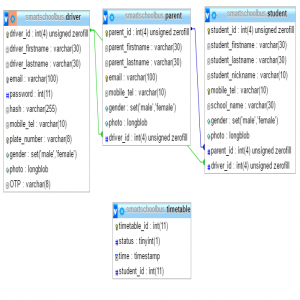 smartschoolbus driver
driver_id : int(4) unsigned zerofill
driver_firstname : varchar(30)
driver_lastname : varchar(30)
email : varchar(100)
password : int(11)
hash : varchar(255)
mobile_tel : varchar(10)
plate_number : varchar(8)
gender : set('male','female')
photo : longblob
OTP : varchar(8)
smartschoolbus parent
parent_id : int(4) unsigned zerofill
parent_firstname : varchar(30)
parent_lastname : varchar(30)
email : varchar(100)
mobile_tel : varchar(10)
gender : set('male','female')
photo : longblob
driver_id : int(4) unsigned zerofill
smartschoolbus student
student_id : int(4) unsigned zerofill
student_firstname : varchar(30)
student_lastname : varchar(30)
student_nickname : varchar(10)
mobile_tel : varchar(10)
school_name : varchar(30)
gender : set('male','female')
photo : longblob
parent_id : int(4) unsigned zerofill
driver_id : int(4) unsigned zerofill
smartschoolbus timetable
timetable_id : int(11)
status : tinyint(1)
time : timestamp
student_id : int(11)